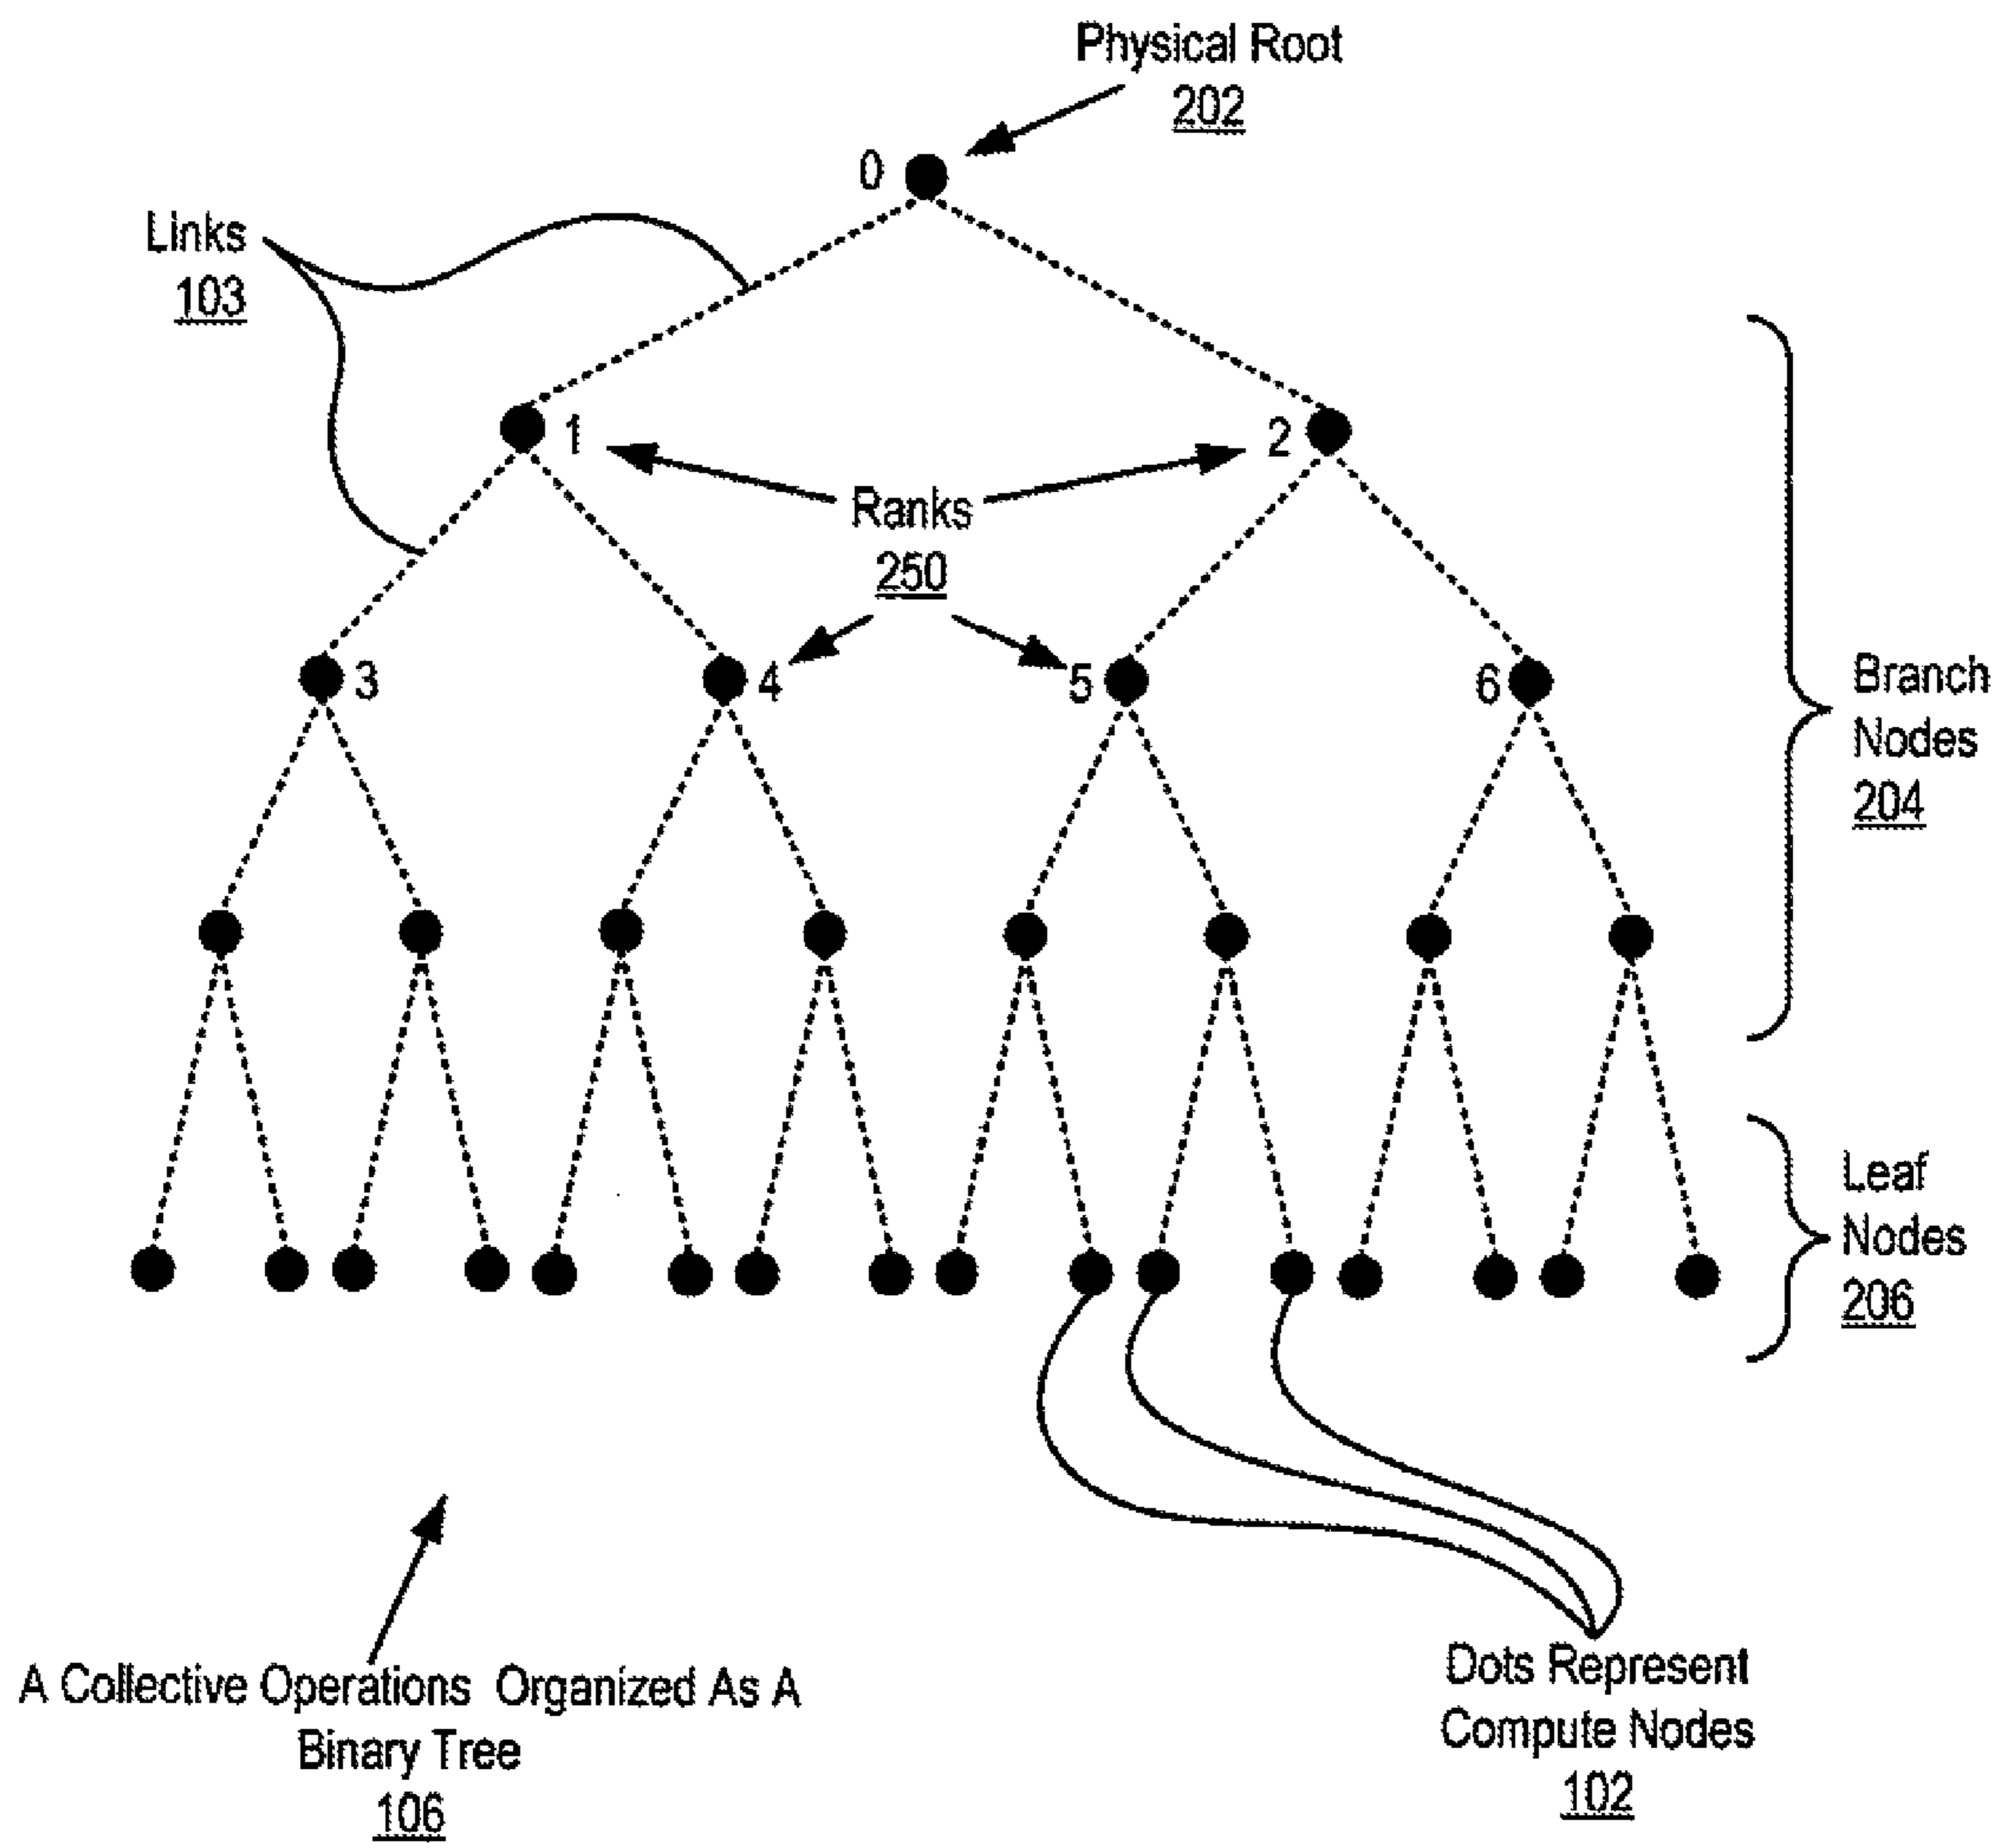 Physical Root
202
0
Links
103
1
2
Ranks
250
3
4
5
6
Branch
Nodes
204
Leaf
Nodes
206
A Collective Operations Organized As A
Binary Tree
106
Dots Represent
Compute Nodes
102